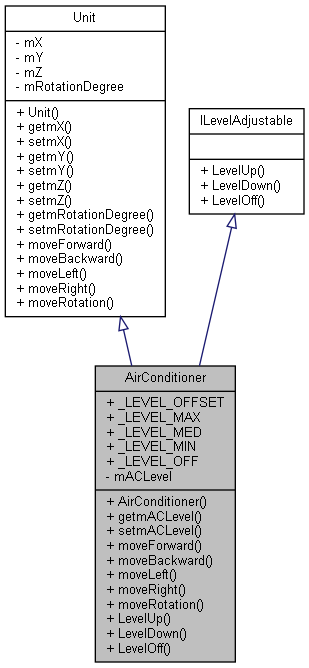 Unit
- mX
- mY
- mZ
- mRotationDegree
+ Unit()
+ getmX()
+ setmX()
+ getmY()
+ setmY()
+ getmZ()
+ setmZ()
+ getmRotationDegree()
+ setmRotationDegree()
+ moveForward()
+ moveBackward()
+ moveLeft()
+ moveRight()
+ moveRotation()
ILevelAdjustable
+ LevelUp()
+ LevelDown()
+ LevelOff()
AirConditioner
+ _LEVEL_OFFSET
+ _LEVEL_MAX
+ _LEVEL_MED
+ _LEVEL_MIN
+ _LEVEL_OFF
- mACLevel
+ AirConditioner()
+ getmACLevel()
+ setmACLevel()
+ moveForward()
+ moveBackward()
+ moveLeft()
+ moveRight()
+ moveRotation()
+ LevelUp()
+ LevelDown()
+ LevelOff()